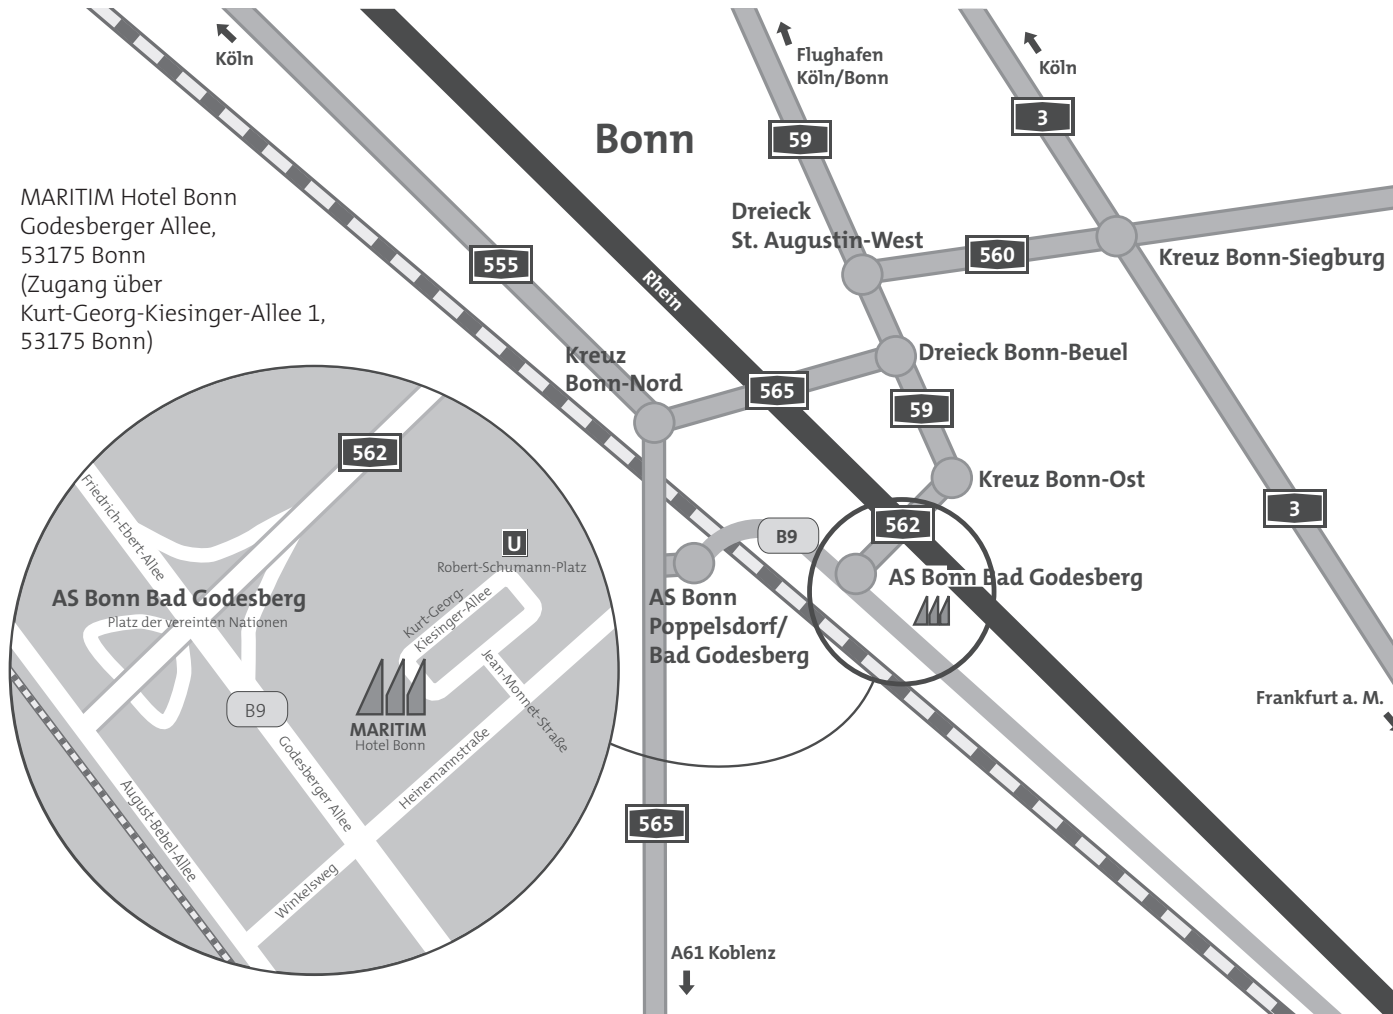 Köln
Flughafen
Köln/Bonn
Köln
3
59
Bonn
MARITIM Hotel Bonn
Godesberger Allee,
53175 Bonn
(Zugang über
Kurt-Georg-Kiesinger-Allee 1,
53175 Bonn)
Dreieck
St. Augustin-West
560
Kreuz Bonn-Siegburg
555
Rhein
Kreuz
Bonn-Nord
Dreieck Bonn-Beuel
565
59
Kreuz Bonn-Ost
3
562
B9
AS Bonn Bad Godesberg
AS Bonn
Poppelsdorf/
Bad Godesberg
Frankfurt a. M.
565
A61 Koblenz
562
Friedrich-Ebert-Allee
U
Robert-Schumann-Platz
AS Bonn Bad Godesberg
Platz der vereinten Nationen
Kurt-Georg-
Kiesinger-Allee
Jean-Monnet-Straße
B9
MARITIM
Hotel Bonn
Godesberger Allee
Heinemannstraße
August-Bebel-Allee
Winkelsweg